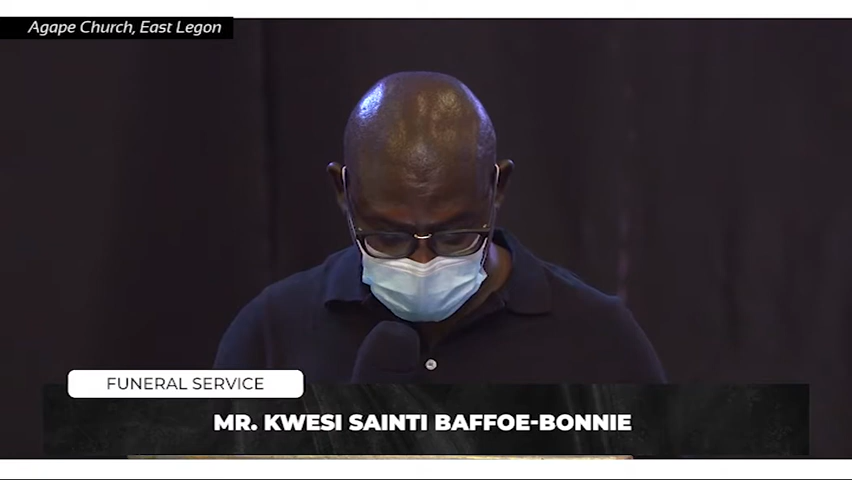 Agape Church, East Legon
FUNERAL SERVICE
MR. KWESI SAINTI BAFFOE-BONNIE